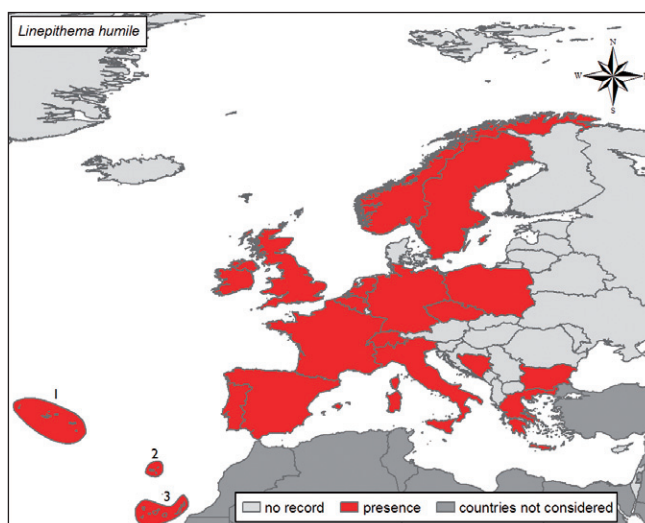 Linepithema humile
N
W
S
1
2
3
no record presence countries not considered